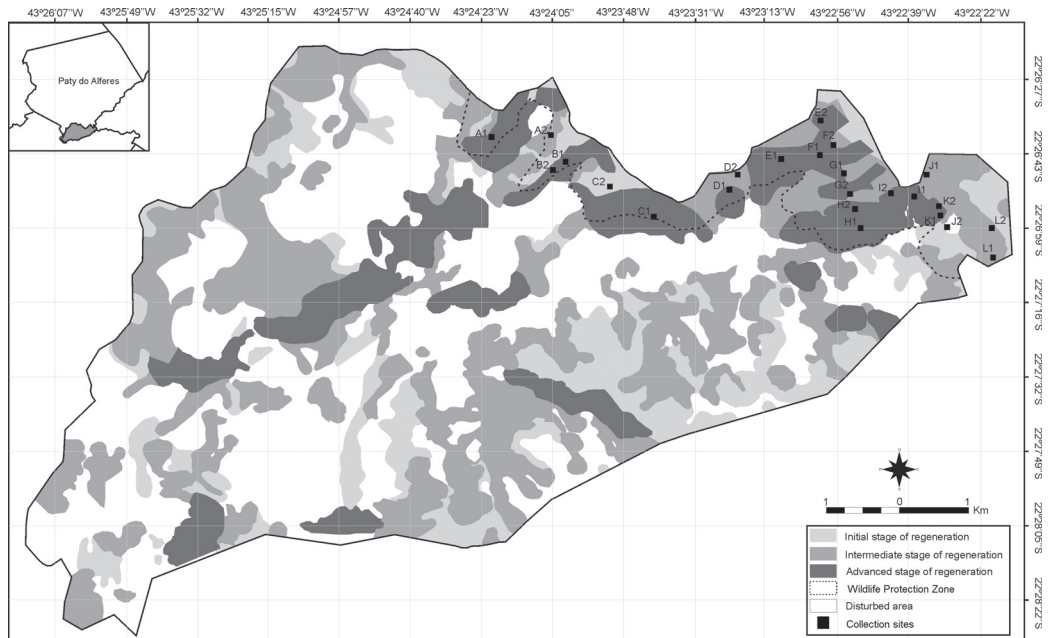 43°26'07"W 43°25'49"W 43°25'32"W 43°25'15"W 43°24'57"W 43°24'40"W 43°24'23"W 43°24'05"W 43°23'48"W 43°23'31"W 43°23'13"W 43°22'56"W 43°22'39"W 43°22'22"W
Paty do Alferes
22°26'27"S
22°26'43"S
22°26'59"S
22°27'16"S
22°27'32"S
22°27'49"S
22°28'05"S
22°28'22"S
E2
A1
A2
F2
B1
F1
E1
B2
D2
G1
J1
C2
D1
G2
I2
I1
C1
H2
K2
H1
K1
J2
L2
L1
1 0 1
Km
Initial stage of regeneration
Intermediate stage of regeneration
Advanced stage of regeneration
Wildlife Protection Zone
Disturbed area
Collection sites